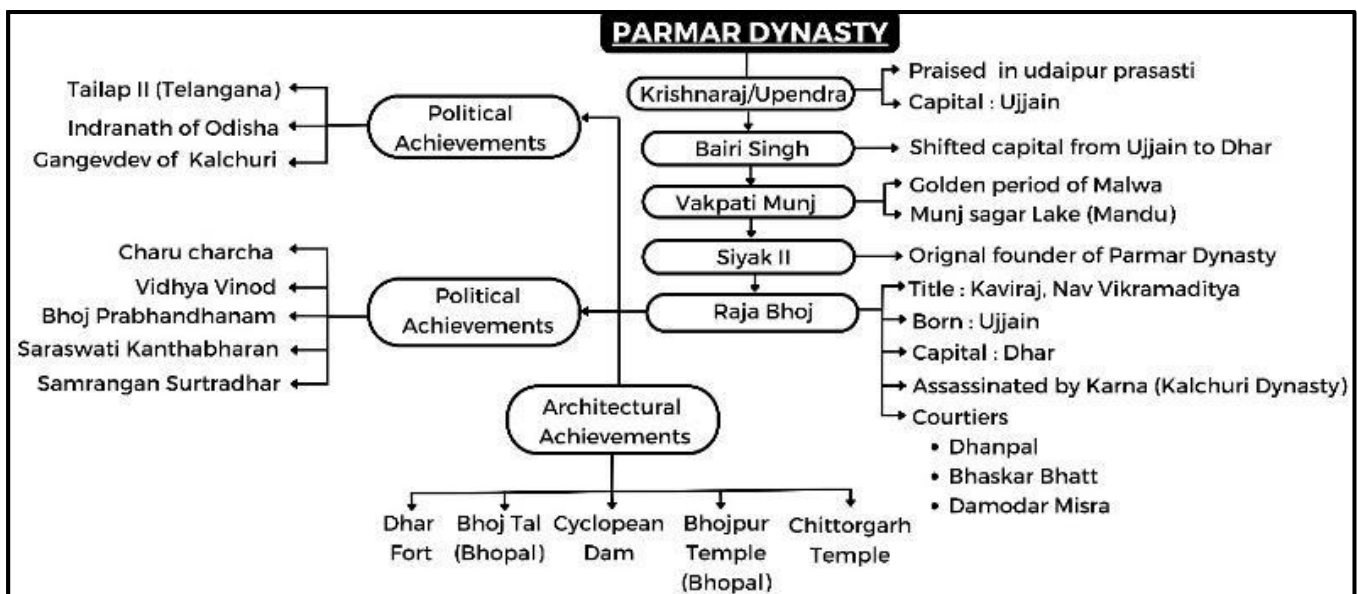 PARMAR DYNASTY
Krishnaraj/Upendra
Praised in udaipur prasasti
Capital : Ujjain
Bairi Singh
Shifted capital from Ujjain to Dhar
Vakpati Munj
Golden period of Malwa
Munj sagar Lake (Mandu)
Siyak II
Orignal founder of Parmar Dynasty
Raja Bhoj
Title : Kaviraj, Nav Vikramaditya
Born : Ujjain
Capital : Dhar
Assassinated by Karna (Kalchuri Dynasty)
Courtiers
• Dhanpal
• Bhaskar Bhatt
• Damodar Misra
Political
Achievements
Tailap II (Telangana)
Indranath of Odisha
Gangevdev of Kalchuri
Political
Achievements
Charu charcha
Vidhya Vinod
Bhoj Prabhandhanam
Saraswati Kanthabharan
Samrangan Surtradhar
Architectural
Achievements
Dhar
Fort
Bhoj Tal
(Bhopal)
Cyclopean
Dam
Bhojpur
Temple
(Bhopal)
Chittorgarh
Temple